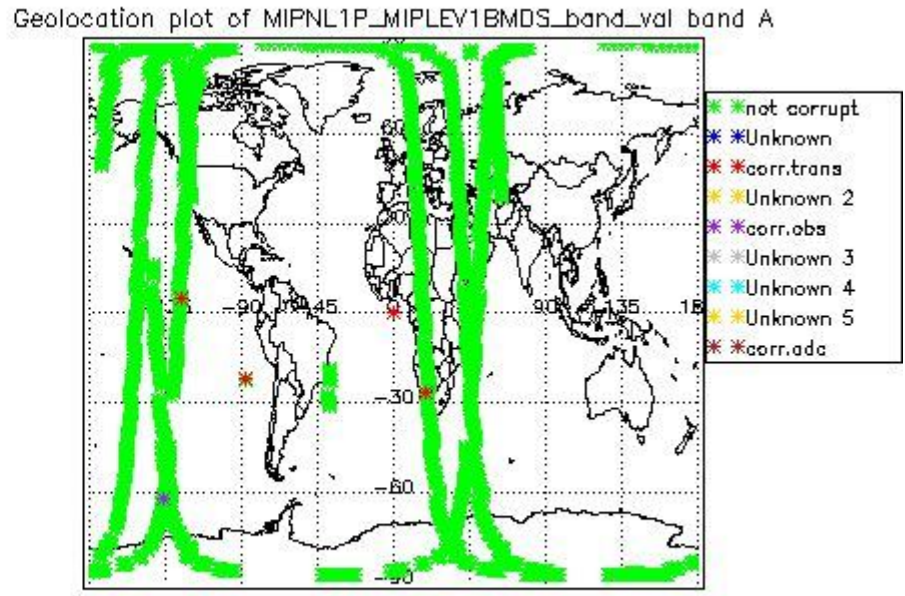 Geolocation plot of MIPNL1P_MIPLEV1BMDS_band_val band A
not corrupt
Unknown
corr.trans
Unknown 2
corr.obs
Unknown 3
Unknown 4
Unknown 5
corr.adc
60
30
-90
-45
90
135
-30
-60